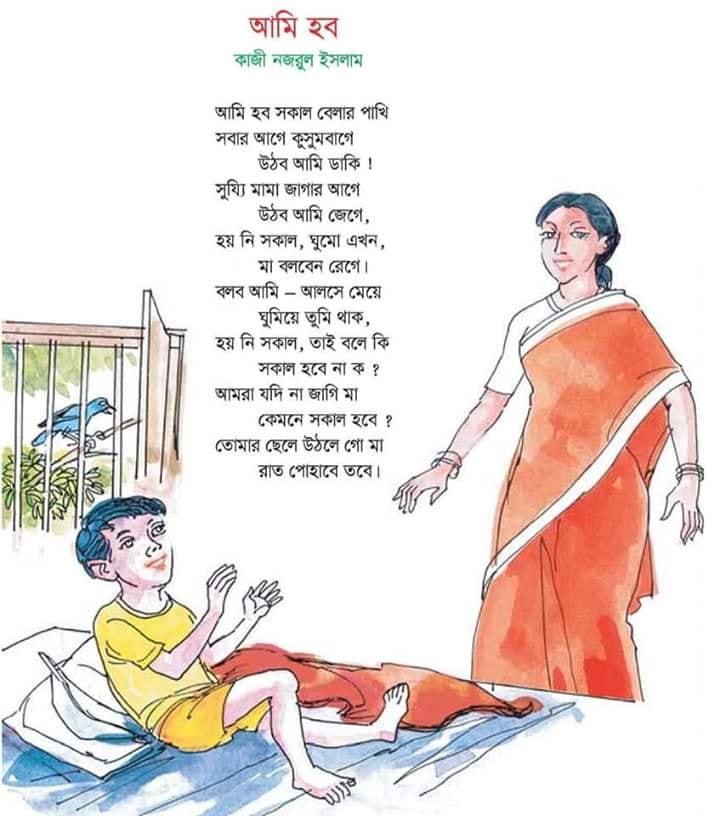 আমি হব
কাজী নজরুল ইসলাম
আমি হব সকাল বেলার পাখি
সবার আগে কুসুমবাগে
উঠব আমি ডাকি !
সুয্যি মামা জাগার আগে
উঠব আমি জেগে,
হয় নি সকাল, ঘুমো এখন,
মা বলবেন রেগে।
বলব আমি – আলসে মেয়ে
ঘুমিয়ে তুমি থাক,
হয় নি সকাল, তাই বলে কি
সকাল হবে না ক ?
আমরা যদি না জাগি মা
কেমনে সকাল হবে ?
তোমার ছেলে উঠলে গো মা
রাত পোহাবে তবে।